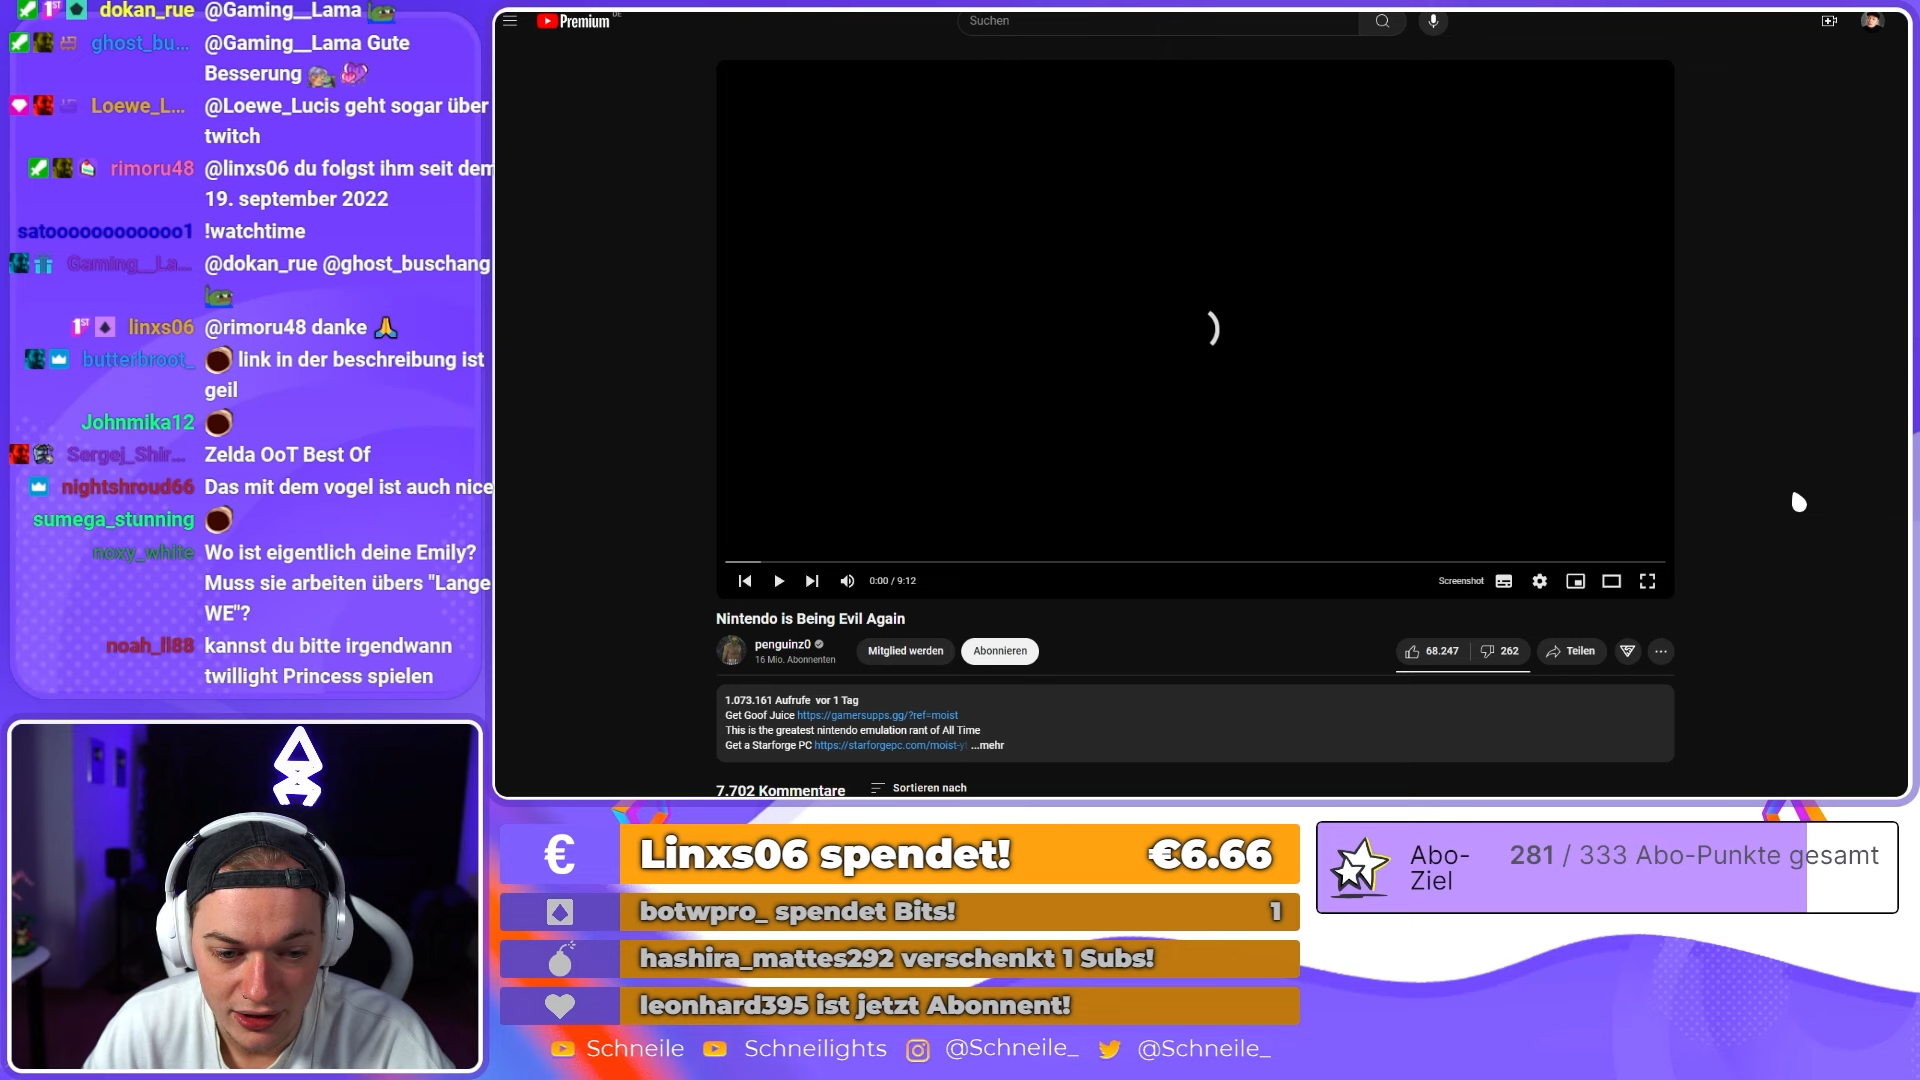 dokan_rue @Gaming__Lama
ghost_bu... @Gaming__Lama Gute
Besserung
Loewe_L... @Loewe_Lucis geht sogar über
twitch
rimoru48 @linxs06 du folgst ihm seit dem
19. september 2022
satooooooooooo1 !watchtime
Gaming__La... @dokan_rue @ghost_buschang
1ST linxs06 @rimoru48 danke
butterbroot_ link in der beschreibung ist
geil
Johnmika12
Sergej_Shir... Zelda OoT Best Of
nightshroud66 Das mit dem vogel ist auch nice
sumega_stunning
noxy_white Wo ist eigentlich deine Emily?
Muss sie arbeiten übers "Lange
WE"?
noah_ll88 kannst du bitte irgendwann
twillight Princess spielen
Premium DE
Suchen
0:00 / 9:12
Screenshot
Nintendo is Being Evil Again
penguinz0
16 Mio. Abonnenten
Mitglied werden
Abonnieren
68.247
262
Teilen
1.073.161 Aufrufe vor 1 Tag
Get Goof Juice https://gamersupps.gg/?ref=moist
This is the greatest nintendo emulation rant of All Time
Get a Starforge PC https://starforgepc.com/moist-y ...mehr
7.702 Kommentare
Sortieren nach
€ Linxs06 spendet! €6.66
botwpro_ spendet Bits! 1
hashira_mattes292 verschenkt 1 Subs!
leonhard395 ist jetzt Abonnent!
Schneile Schneilights @Schneile_ @Schneile_
Abo-
Ziel
281 / 333 Abo-Punkte gesamt